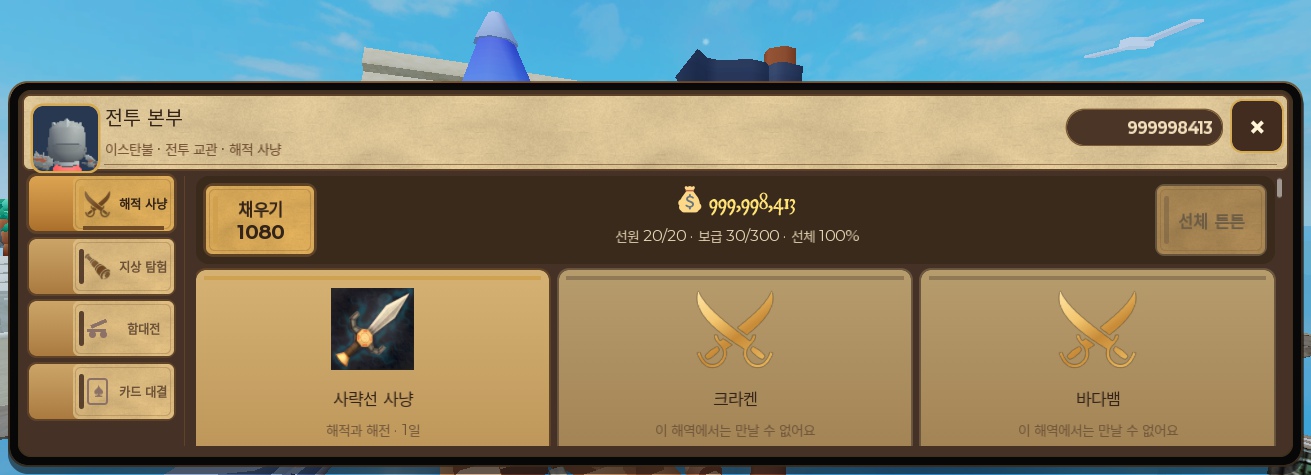 전투 본부
이스탄불 · 전투 교관 · 해적 사냥
999998413
×
해적 사냥
지상 탐험
함대전
카드 대결
채우기
1080
$ 999,998,413
선원 20/20 · 보급 30/300 · 선체 100%
선체 튼튼
사략선 사냥
해적과 해전 · 1일
크라켄
이 해역에서는 만날 수 없어요
바다뱀
이 해역에서는 만날 수 없어요